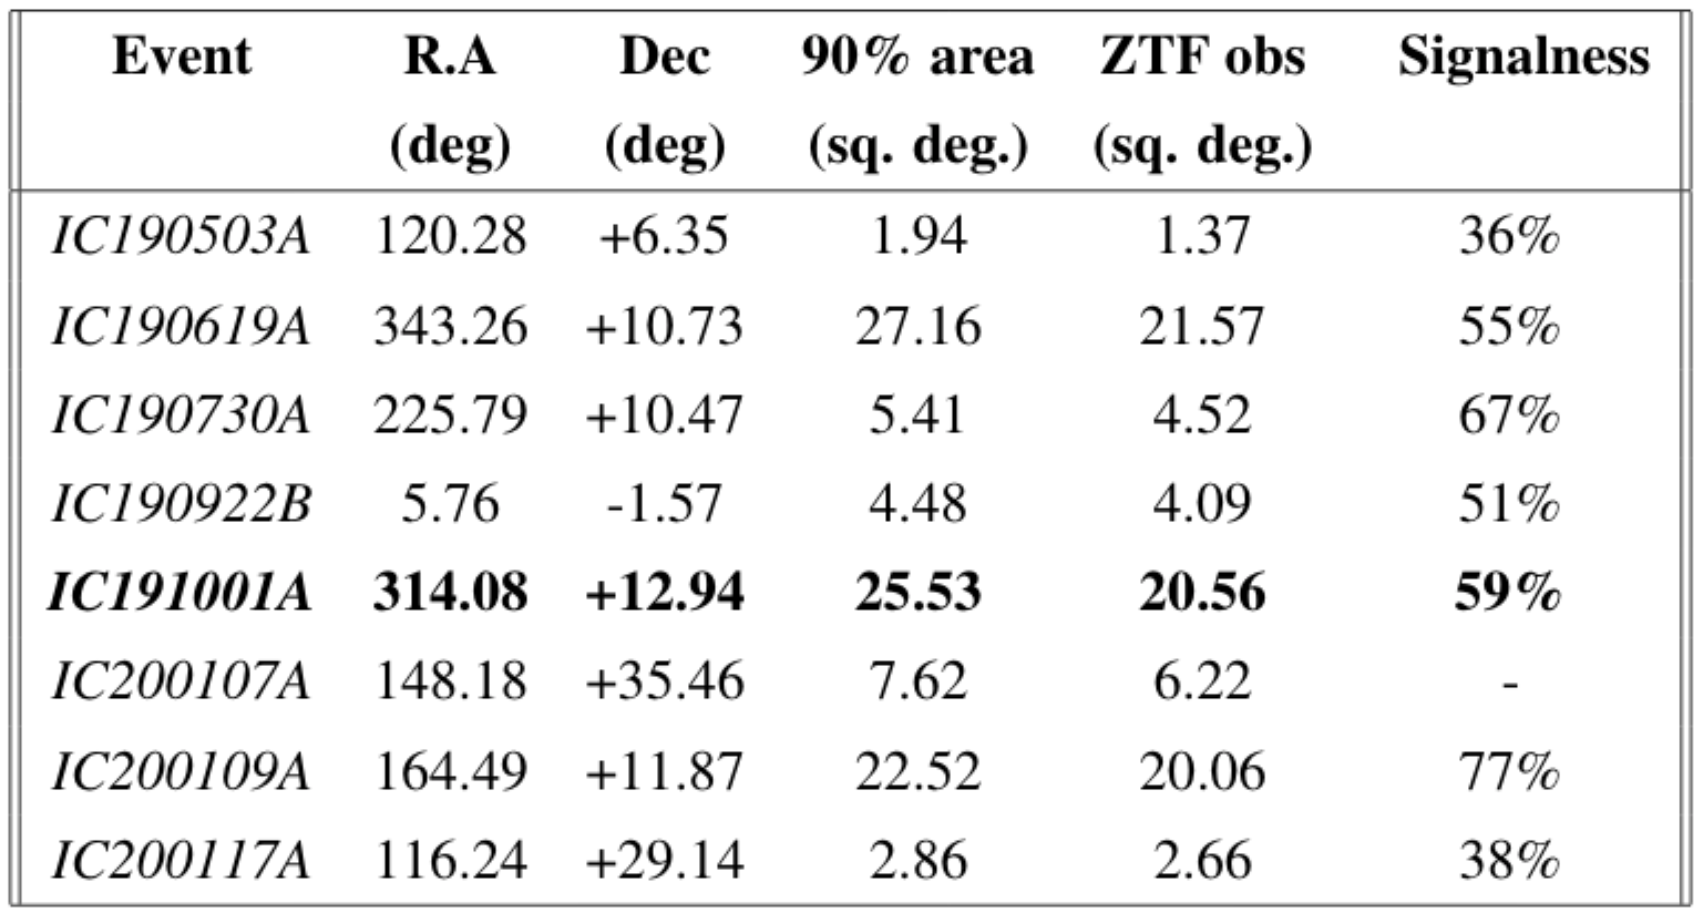 Event R.A Dec 90% area ZTF obs Signalness
(deg) (deg) (sq. deg.) (sq. deg.)
IC190503A 120.28 +6.35 1.94 1.37 36%
IC190619A 343.26 +10.73 27.16 21.57 55%
IC190730A 225.79 +10.47 5.41 4.52 67%
IC190922B 5.76 -1.57 4.48 4.09 51%
IC191001A 314.08 +12.94 25.53 20.56 59%
IC200107A 148.18 +35.46 7.62 6.22 -
IC200109A 164.49 +11.87 22.52 20.06 77%
IC200117A 116.24 +29.14 2.86 2.66 38%